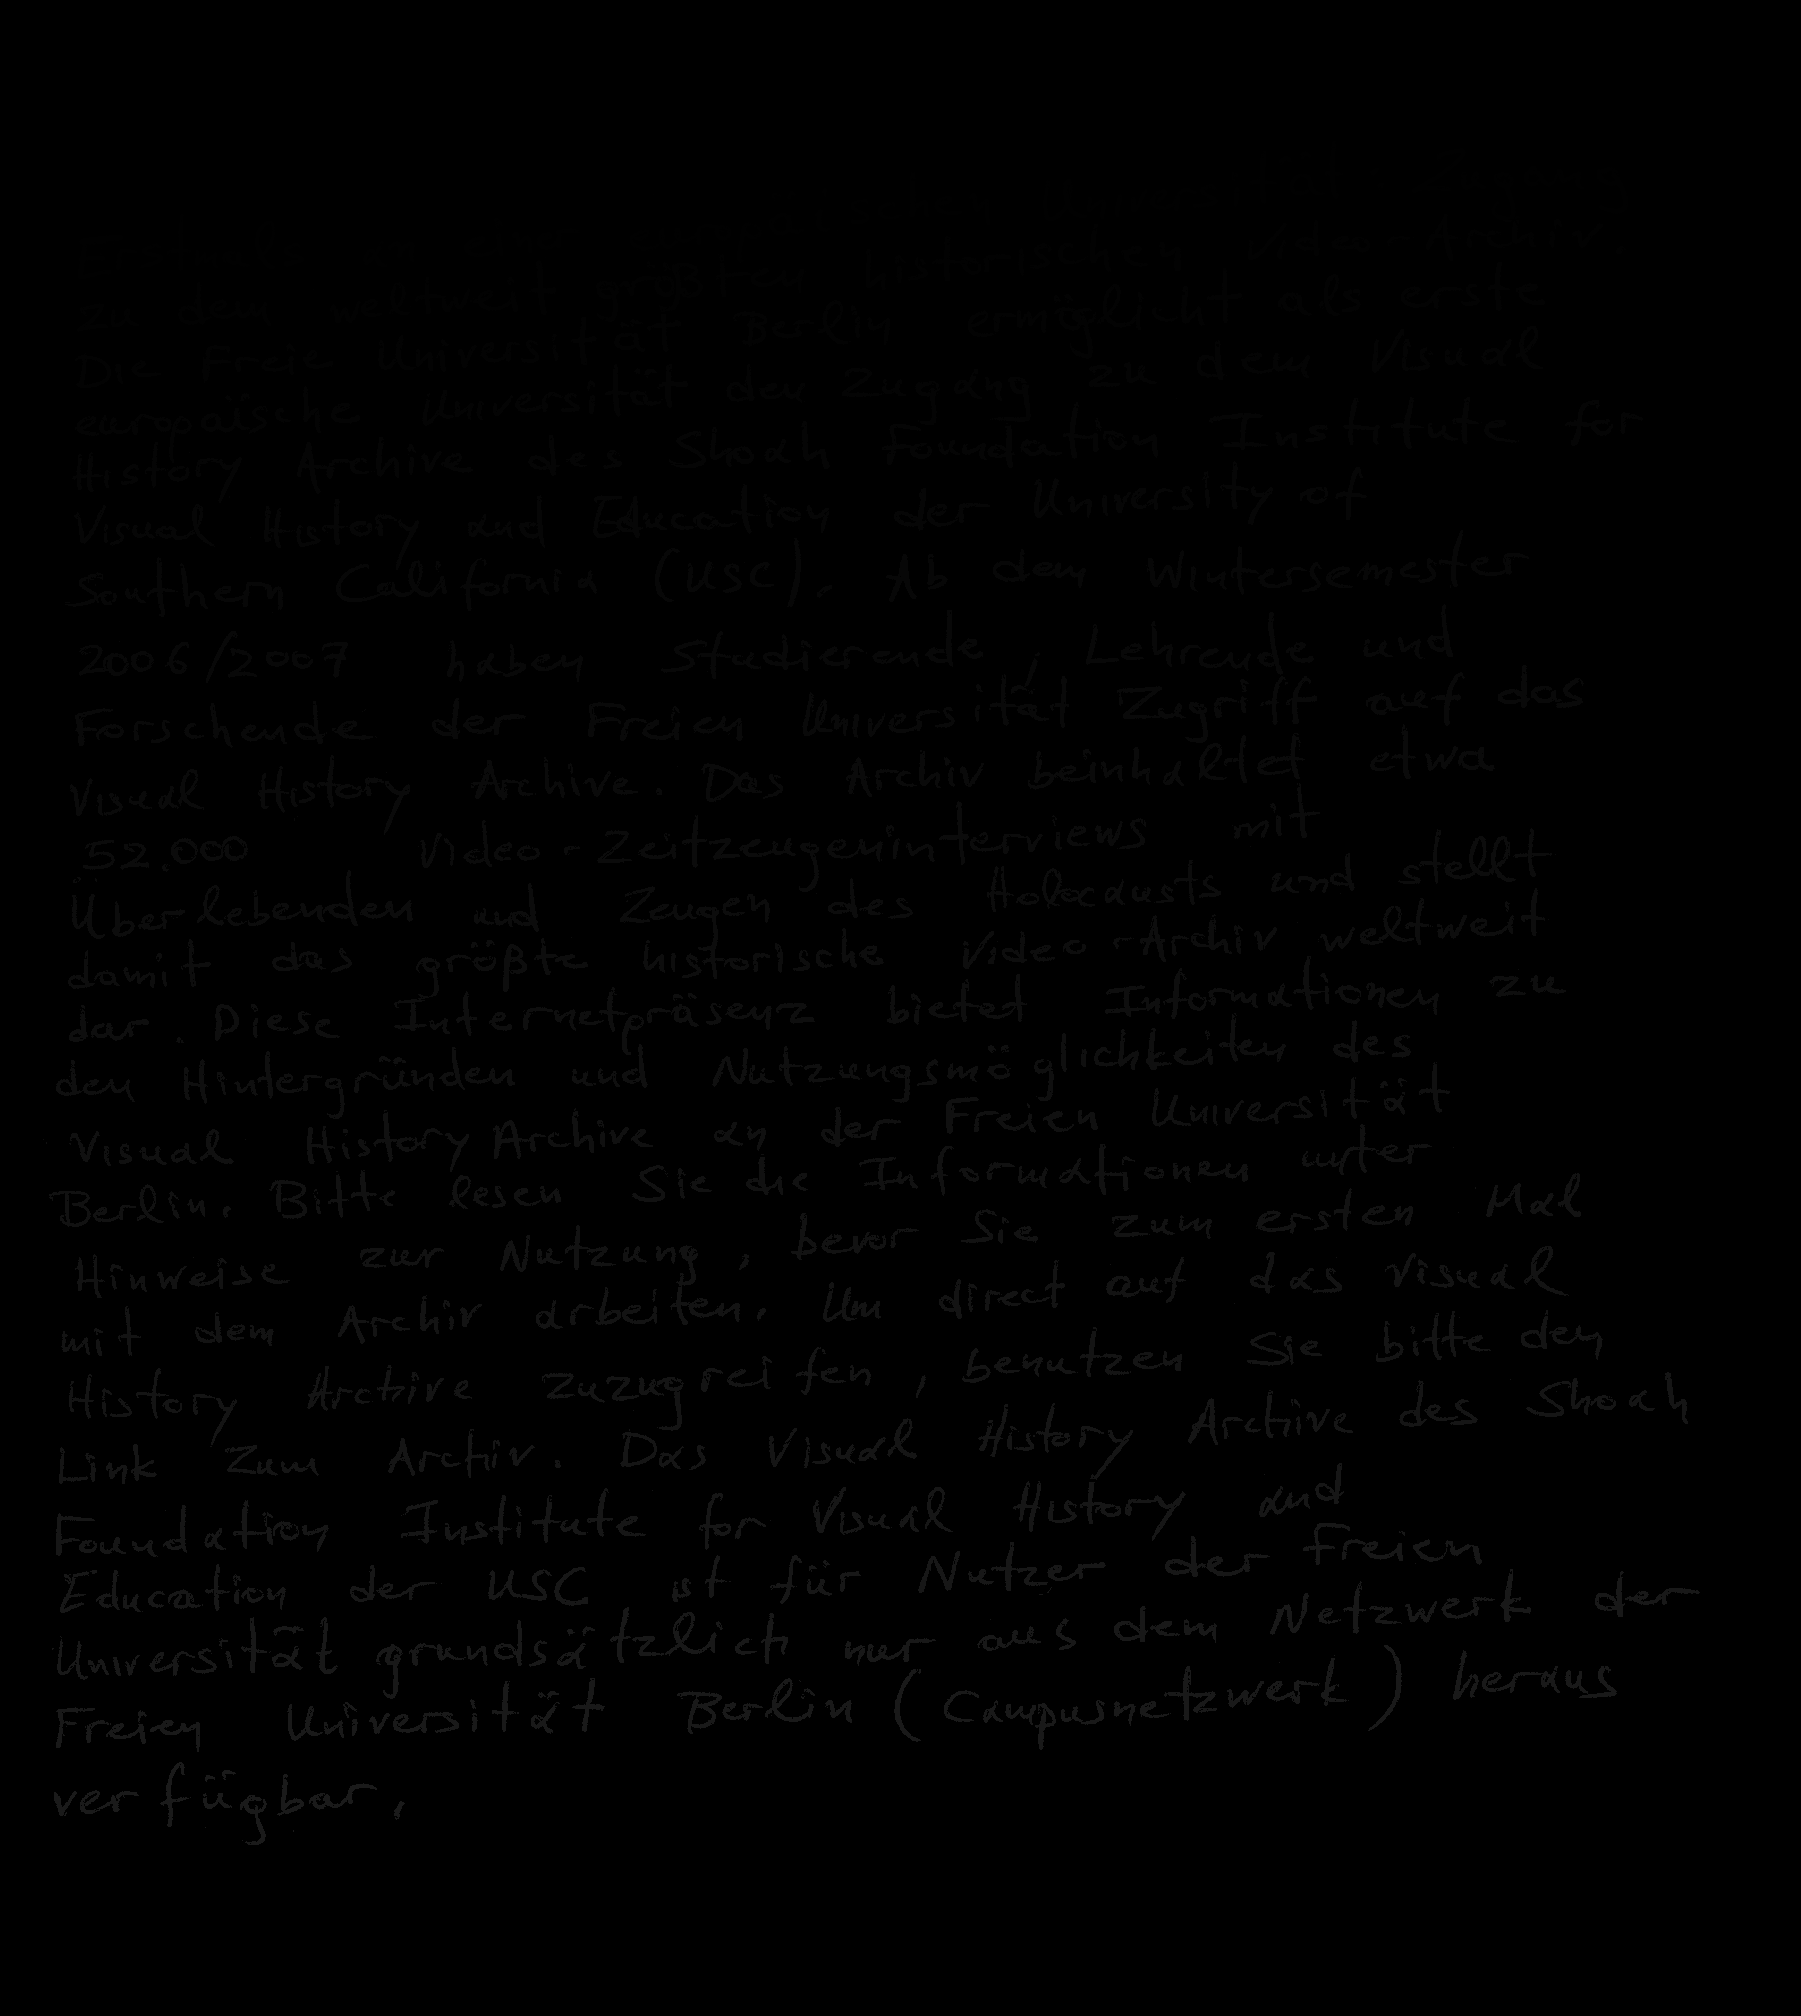 zu dem weltweit größten historischen Video-Archiv.
Die Freie Universität Berlin ermöglicht als erste
europäische Universität den Zugang zu dem Visual
History Archive des Shoah Foundation Institute for
Visual History and Education der University of
Southern California (USC). Ab dem Wintersemester
2006/2007 haben Studierende, Lehrende und
Forschende der Freien Universität Zugriff auf das
Visual History Archive. Das Archiv beinhaltet etwa
52.000 Video-Zeitzeugeninterviews mit
Überlebenden und Zeugen des Holocausts und stellt
damit das größte historische Video-Archiv weltweit
dar. Diese Internetpräsenz bietet Informationen zu
den Hintergründen und Nutzungsmöglichkeiten des
Visual History Archive an der Freien Universität
Berlin. Bitte lesen Sie die Informationen unter
Hinweise zur Nutzung, bevor Sie zum ersten Mal
mit dem Archiv arbeiten. Um direct auf das Visual
History Archive zuzugreifen, benutzen Sie bitte den
Link zum Archiv. Das Visual History Archive des Shoah
Foundation Institute for Visual History and
Education der USC ist für Nutzer der Freien
Universität grundsätzlich nur aus dem Netzwerk der
Freien Universität Berlin (Campusnetzwerk) heraus
verfügbar.